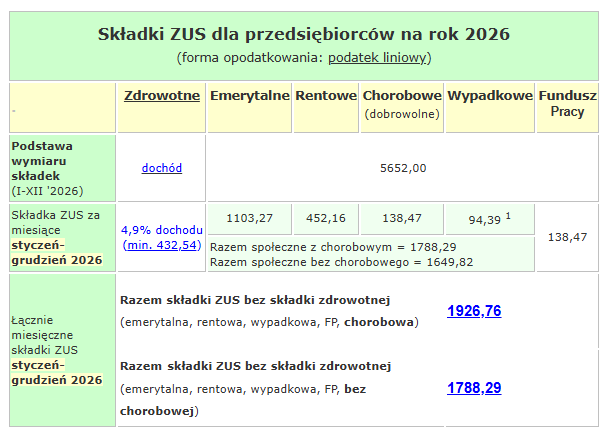 Składki ZUS dla przedsiębiorców na rok 2026
(forma opodatkowania: podatek liniowy)
- Zdrowotne Emerytalne Rentowe Chorobowe (dobrowolne) Wypadkowe Fundusz Pracy
Podstawa
wymiaru
składek
(I-XII '2026)
dochód
5652,00
Składka ZUS za
miesiące
styczeń-
grudzień 2026
4,9% dochodu
(min. 432,54)
1103,27 452,16 138,47 94,39 1
Razem społeczne z chorobowym = 1788,29
Razem społeczne bez chorobowego = 1649,82
138,47
Łącznie
miesięczne
składki ZUS
styczeń-
grudzień 2026
Razem składki ZUS bez składki zdrowotnej
(emerytalna, rentowa, wypadkowa, FP, chorobowa)
1926,76
Razem składki ZUS bez składki zdrowotnej
(emerytalna, rentowa, wypadkowa, FP, bez
chorobowej)
1788,29